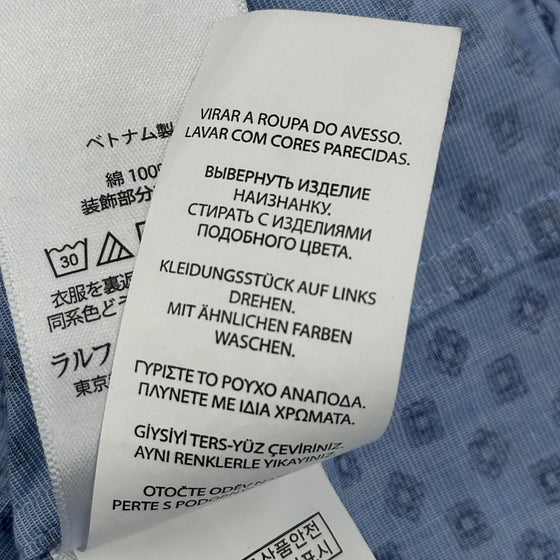 ベトナム製
綿 100%
装飾部分
30
衣服を裏返
同系色と
ラルフ
東京
VIRAR A ROUPA DO AVESSO.
LAVAR COM CORES PARECIDAS.
ВЫВЕРНУТЬ ИЗДЕЛИЕ
НАИЗНАНКУ.
СТИРАТЬ С ИЗДЕЛИЯМИ
ПОДОБНОГО ЦВЕТА.
KLEIDUNGSSTÜCK AUF LINKS
DREHEN.
MIT ÄHNLICHEN FARBEN
WASCHEN.
ΓΥΡΙΣΤΕ ΤΟ ΡΟΥΧΟ ΑΝΑΠΟΔΑ.
ΠΛΥΝΕΤΕ ΜΕ ΙΔΙΑ ΧΡΩΜΑΤΑ.
GİYSİYİ TERS-YÜZ ÇEVİRİNİZ.
AYNI RENKLERLE YIKAYINIZ.
OTOČTE ODĚV
PERTE S
사품안전